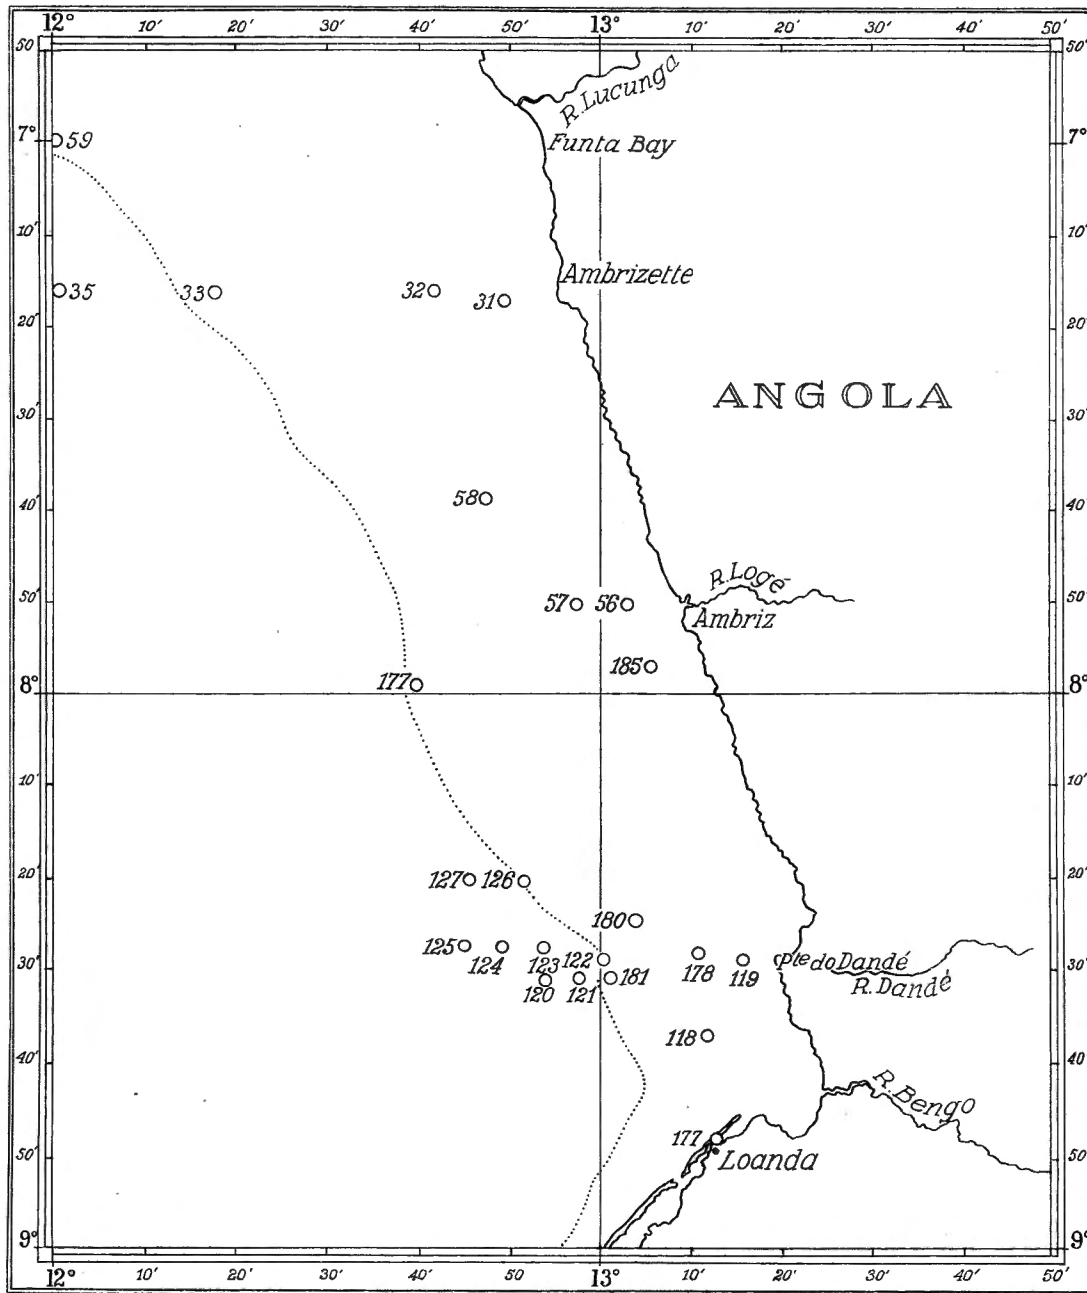 12° 10' 20' 30' 40' 50' 13° 10' 20' 30' 40' 50'
50' 50'
R. Lucunga
7° 59 Funta Bay 7°
10' 10'
Ambrizette
35 33 32 31
20' 20'
30' ANGOLA 30'
40' 58 40'
R. Logé
50' 57 56 50'
Ambriz
185
177
8° 8°
10' 10'
20' 127 126 20'
180
125 124 123 122 178 119 Pte do Dandé
30' 120 121 181 R. Dandé 30'
118
40' 40'
R. Bengo
177
50' Loanda 50'
9° 9°
12° 10' 20' 30' 40' 50' 13° 10' 20' 30' 40' 50'